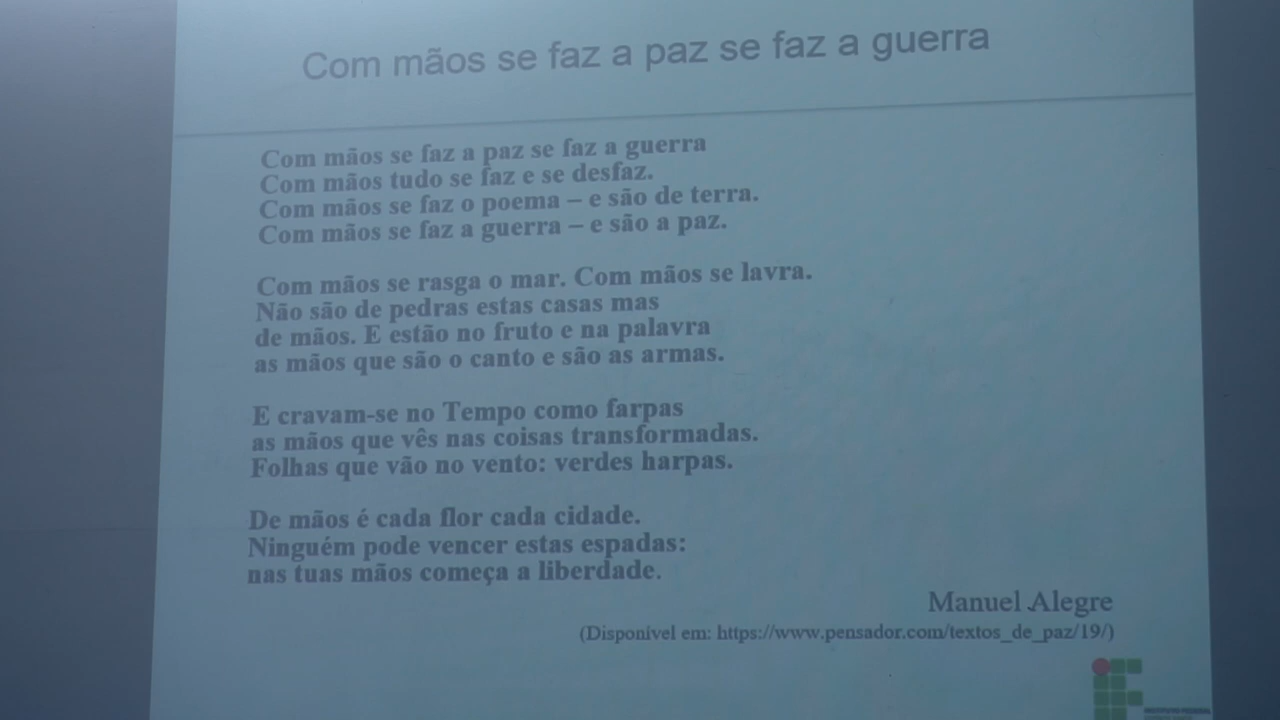 Com mãos se faz a paz se faz a guerra
Com mãos se faz a paz se faz a guerra
Com mãos tudo se faz e se desfaz.
Com mãos se faz o poema – e são de terra.
Com mãos se faz a guerra – e são a paz.
Com mãos se rasga o mar. Com mãos se lavra.
Não são de pedras estas casas mas
de mãos. E estão no fruto e na palavra
as mãos que são o canto e são as armas.
E cravam-se no Tempo como farpas
as mãos que vês nas coisas transformadas.
Folhas que vão no vento: verdes harpas.
De mãos é cada flor cada cidade.
Ninguém pode vencer estas espadas:
nas tuas mãos começa a liberdade.
Manuel Alegre
(Disponível em: https://www.pensador.com/textos_de_paz/19/)
INSTITUTO FEDERAL